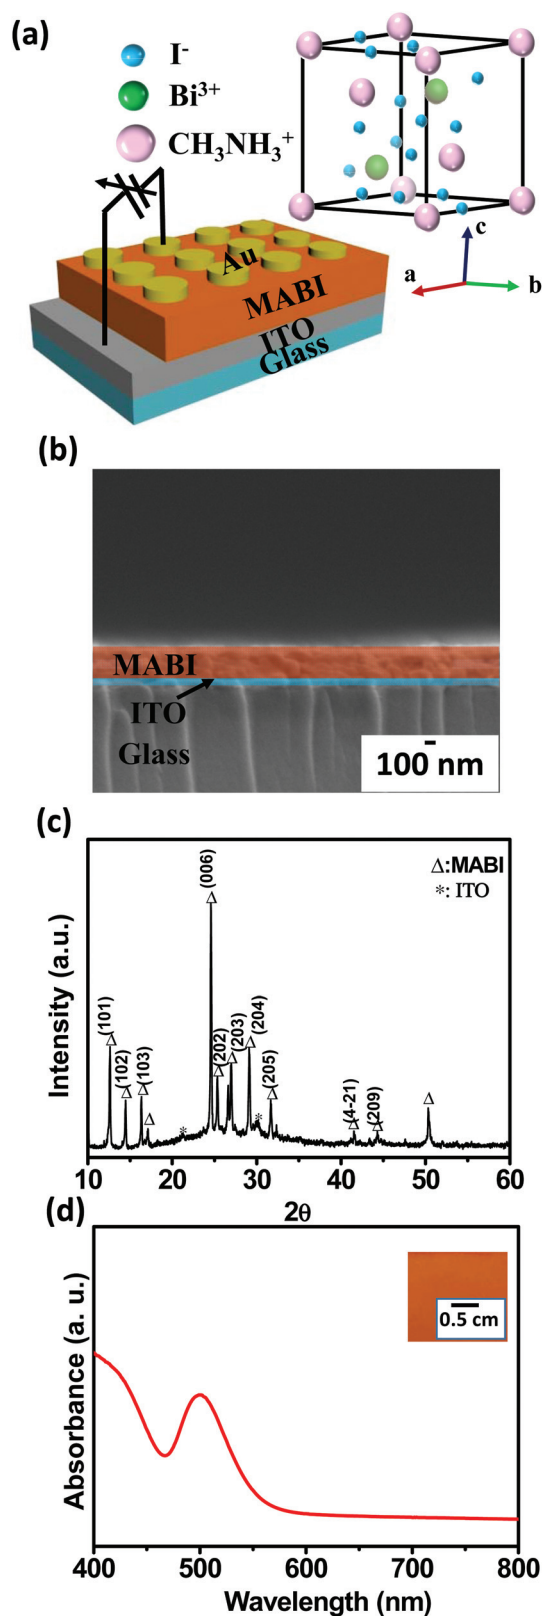 (a)
I⁻
Bi³⁺
CH₃NH₃⁺
c
a
b
Au
MABI
ITO
Glass
(b)
MABI
ITO
Glass
100 nm
(c)
Intensity (a.u.)
(101)
(102)
(103)
(006)
(202)
(203)
(204)
(205)
(4-21)
(209)
Δ:MABI
*: ITO
10 20 30 40 50 60
2θ
(d)
Absorbance (a. u.)
0.5 cm
400 500 600 700 800
Wavelength (nm)